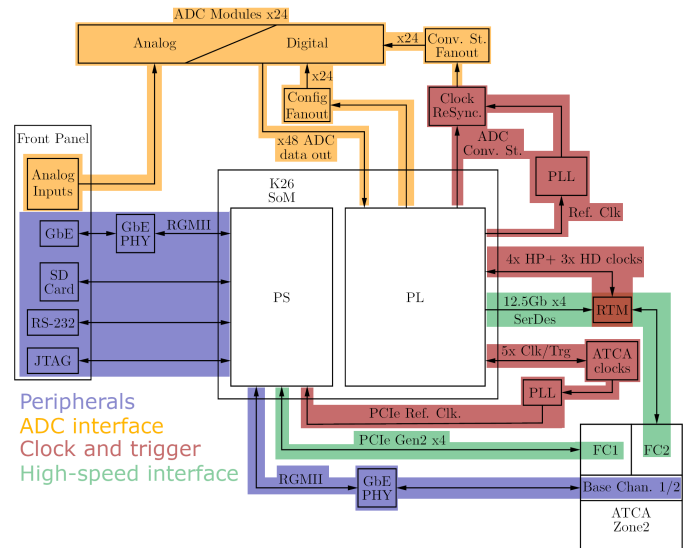 ADC Modules x24
Analog
Digital
x24
Conv. St.
Fanout
x24
Config
Fanout
Clock
ReSync.
x48 ADC
data out
ADC
Conv. St.
Front Panel
Analog
Inputs
K26
SoM
PLL
Ref. Clk
GbE
GbE
PHY
RGMII
SD
Card
RS-232
JTAG
PS
PL
4x HP+ 3x HD clocks
12.5Gb x4
SerDes
RTM
5x Clk/Trg
ATCA
clocks
PLL
PCIe Ref. Clk.
Peripherals
ADC interface
Clock and trigger
High-speed interface
PCIe Gen2 x4
FC1
FC2
RGMII
GbE
PHY
Base Chan. 1/2
ATCA
Zone2